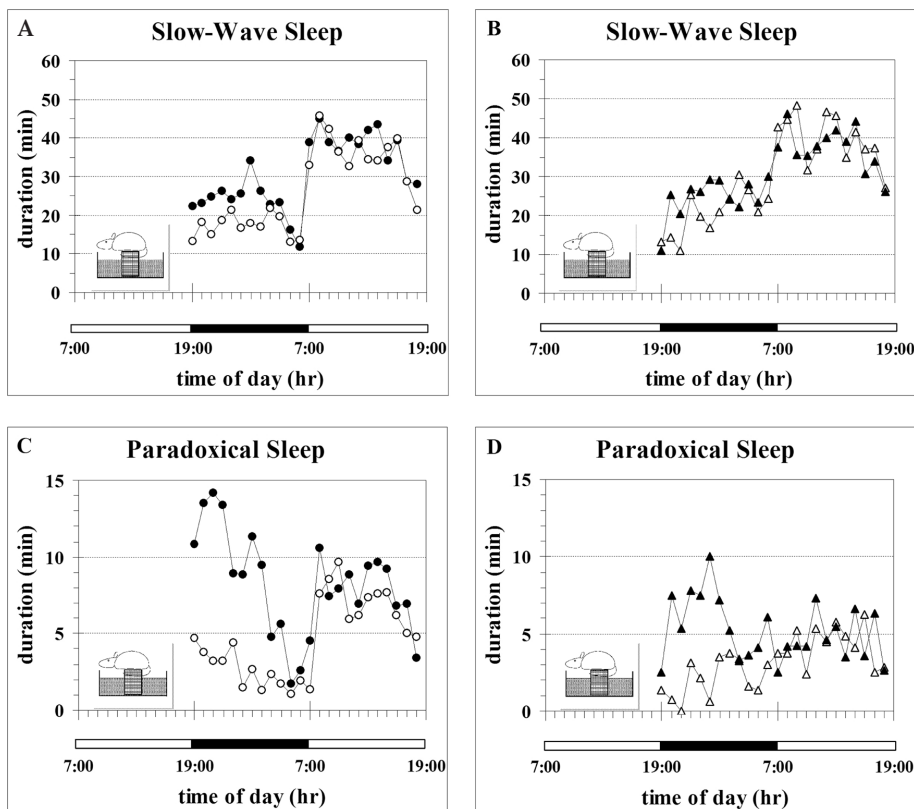 A
Slow-Wave Sleep
duration (min)
60
50
40
30
20
10
0
7:00 19:00 7:00 19:00
time of day (hr)
B
Slow-Wave Sleep
duration (min)
60
50
40
30
20
10
0
7:00 19:00 7:00 19:00
time of day (hr)
C
Paradoxical Sleep
duration (min)
15
10
5
0
7:00 19:00 7:00 19:00
time of day (hr)
D
Paradoxical Sleep
duration (min)
15
10
5
0
7:00 19:00 7:00 19:00
time of day (hr)